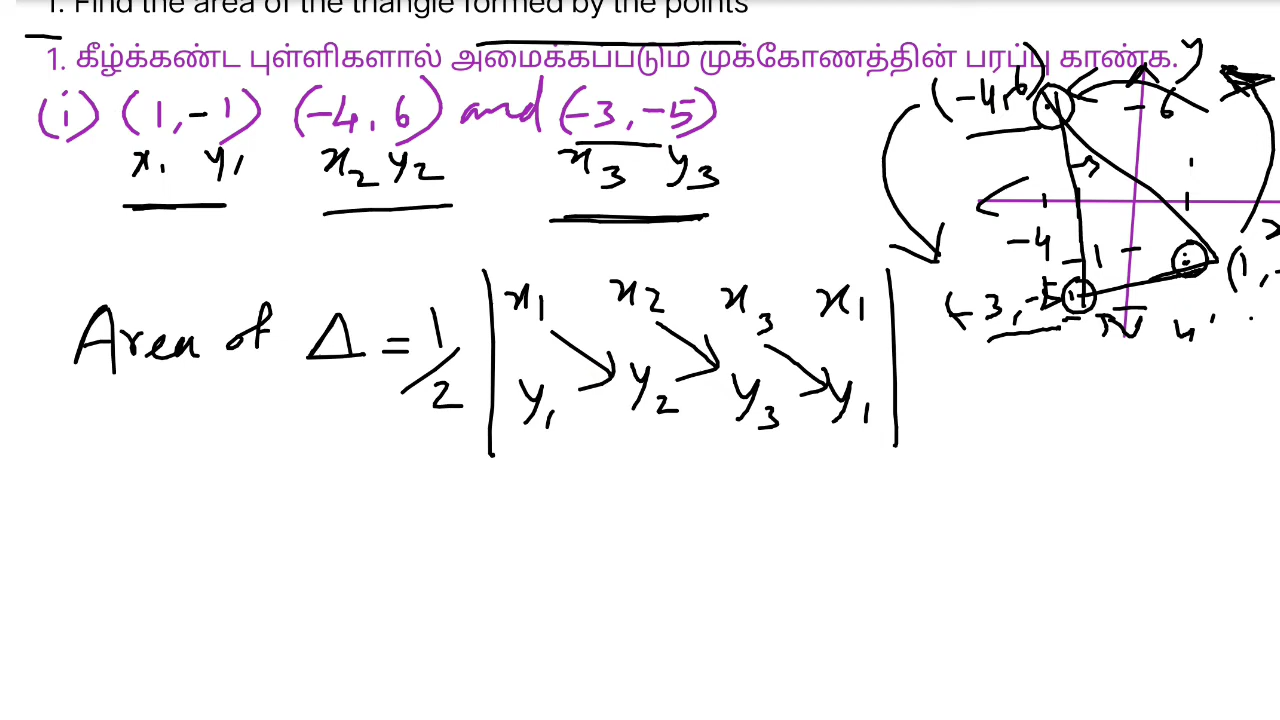 1. Find the area of the triangle formed by the points
1. கீழ்க்கண்ட புள்ளிகளால் அமைக்கப்படும் முக்கோணத்தின் பரப்பு காண்க.
(i) (1, -1) (-4, 6) and (-3, -5)
x1 y1 x2 y2 x3 y3
Area of Δ = 1/2 | x1 x2 x3 x1
y1 y2 y3 y1 |
(-4, 6) y
6
-4
(1, -
(-3, -5)